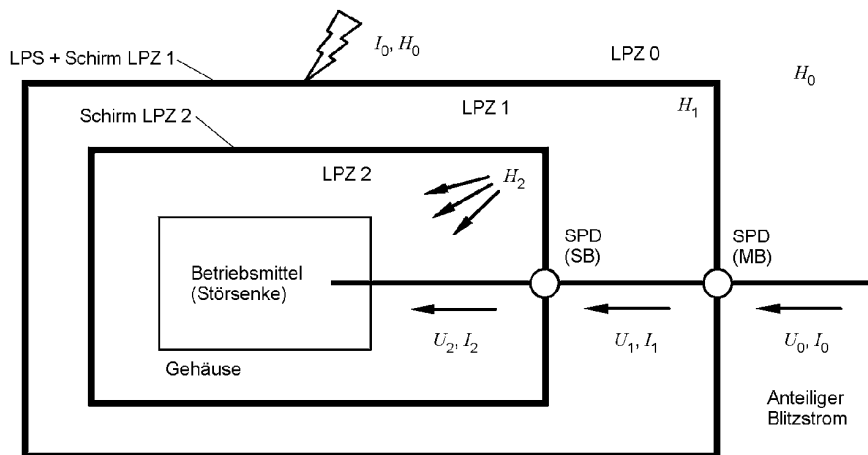 I₀, H₀
LPZ 0
LPS + Schirm LPZ 1
H₀
LPZ 1
H₁
Schirm LPZ 2
LPZ 2
H₂
SPD
(SB)
SPD
(MB)
Betriebsmittel
(Störsenke)
U₂, I₂
U₁, I₁
U₀, I₀
Gehäuse
Anteiliger
Blitzstrom